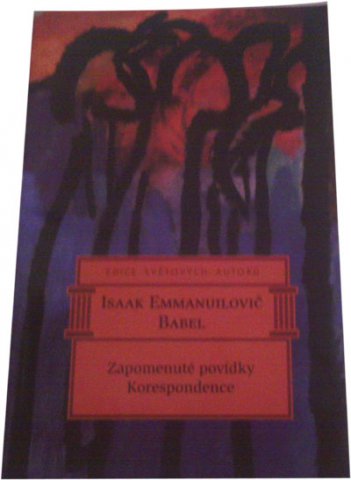 EDICE SVĚTOVÝCH AUTORŮ
ISAAK EMMANUILOVIČ
BABEL
Zapomenuté povídky
Korespondence